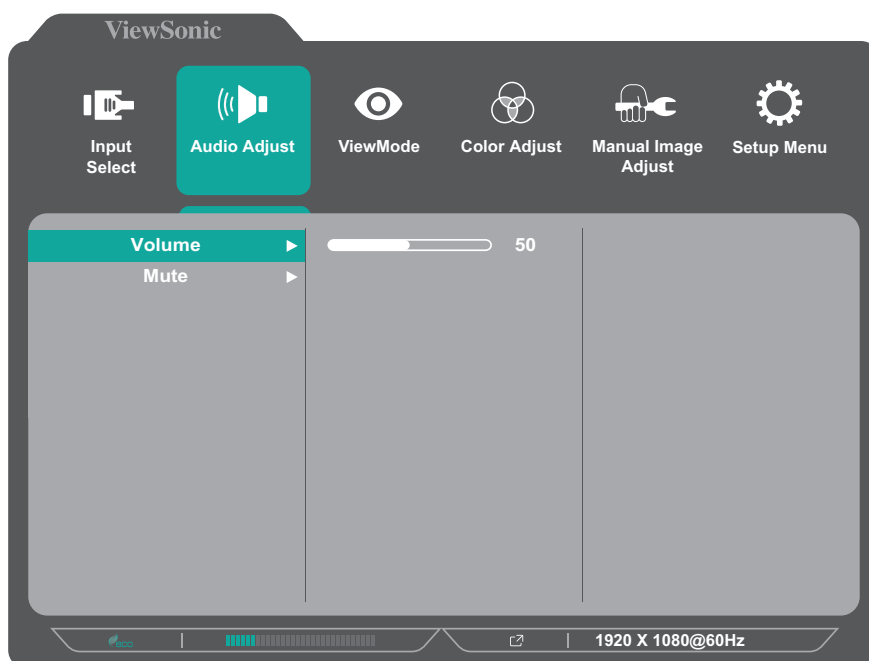 ViewSonic
Input
Select
Audio Adjust
ViewMode
Color Adjust
Manual Image
Adjust
Setup Menu
Volume
50
Mute
eco
1920 X 1080@60Hz